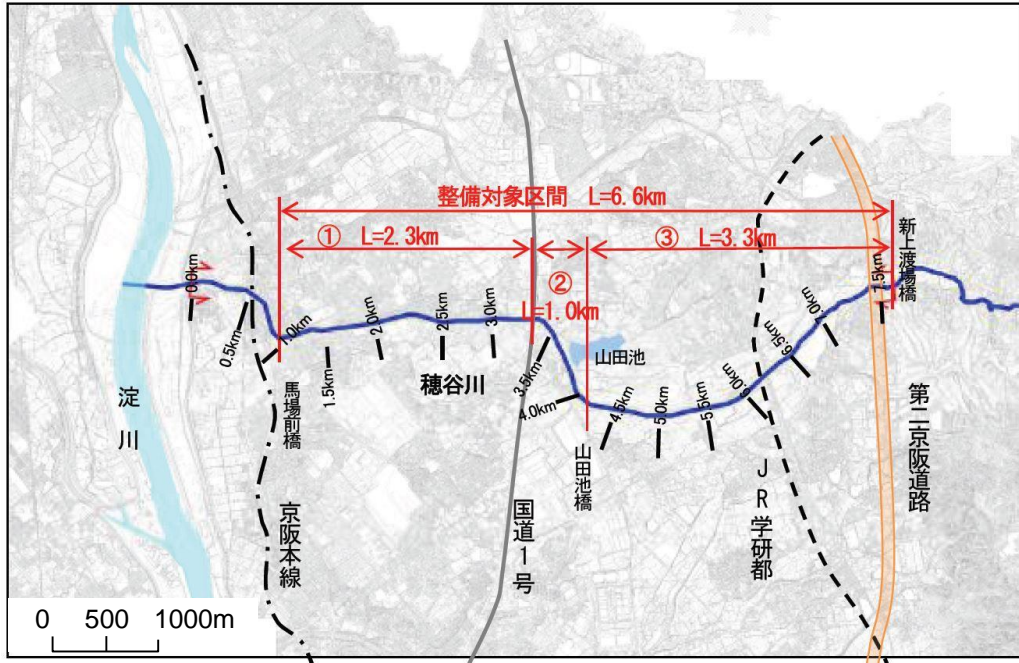 整備対象区間 L=6.6km
① L=2.3km
②
L=1.0km
③ L=3.3km
新上渡場橋
0.0km
0.5km
1.0km
1.5km
2.0km
2.5km
3.0km
3.5km
4.0km
4.5km
5.0km
5.5km
6.0km
6.5km
7.0km
7.5km
山田池
穂谷川
馬場前橋
山田池橋
淀川
京阪本線
国道1号
JR学研都
第二京阪道路
0 500 1000m